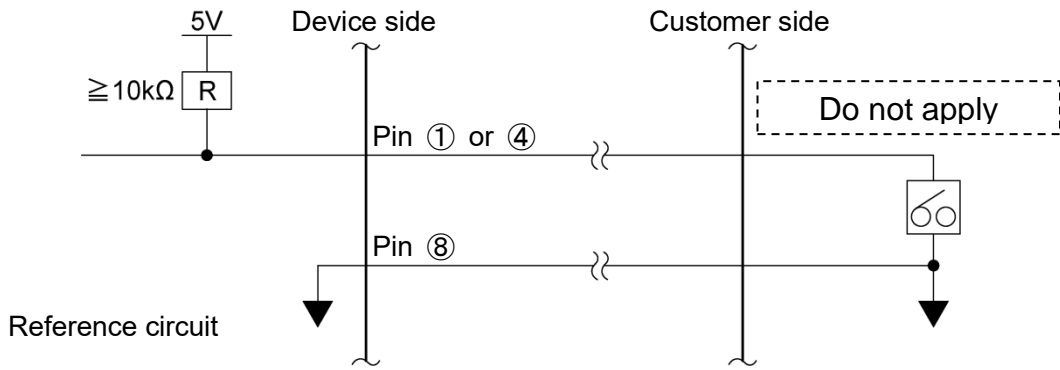 5V
Device side
Customer side
≧10kΩ
R
Do not apply
Pin ① or ④
Pin ⑧
Reference circuit